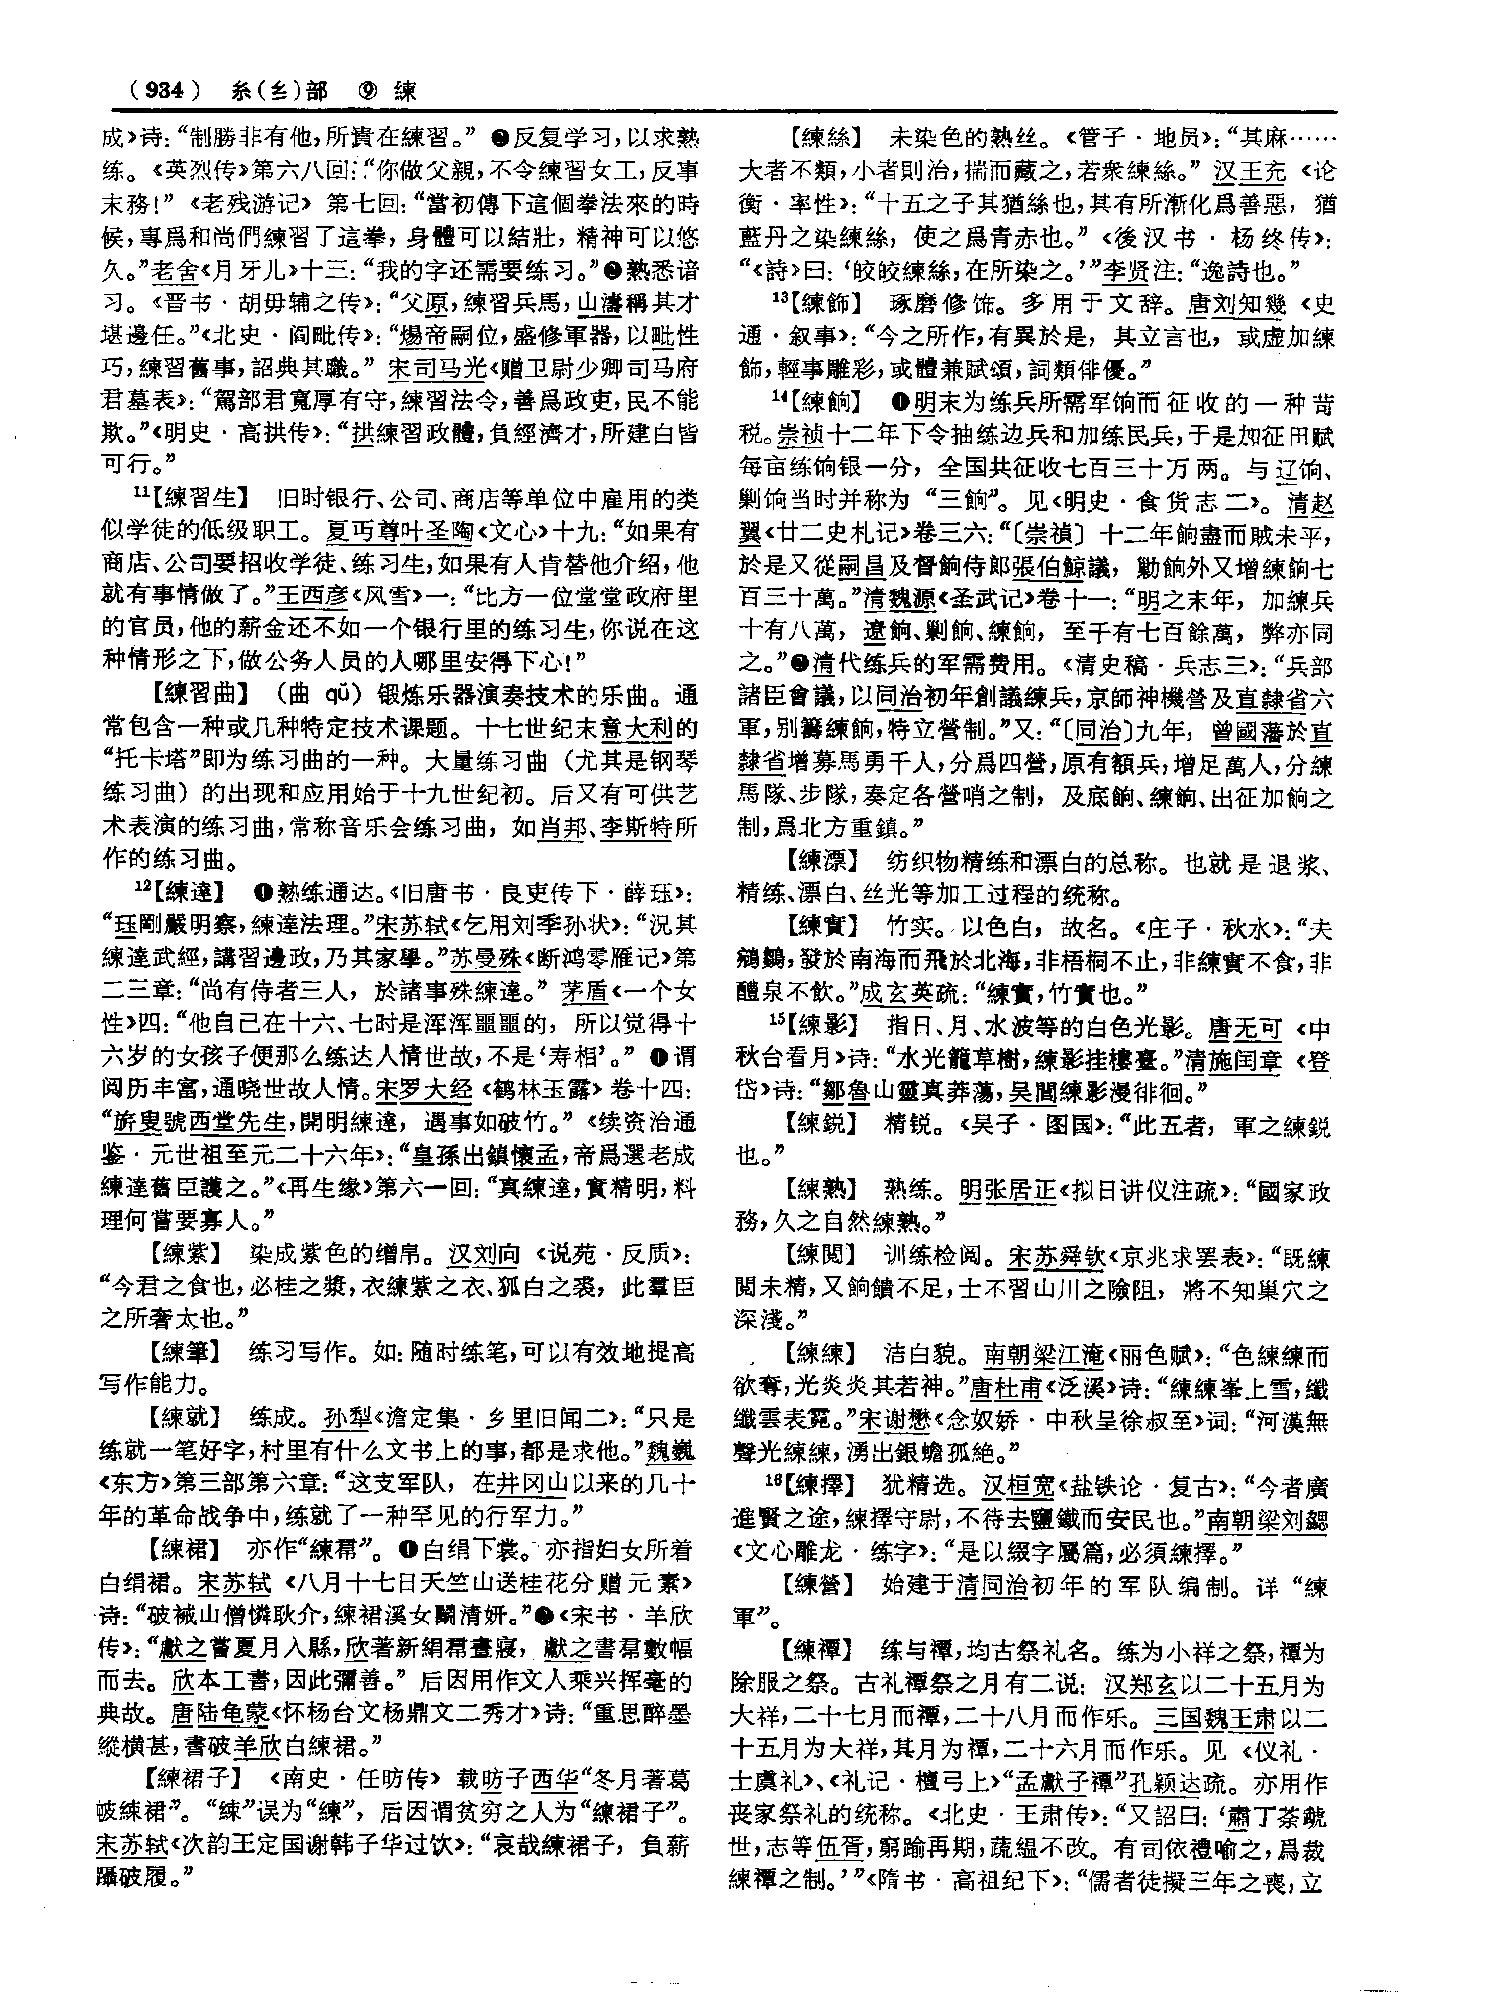 (934) 糸(纟)部 ⑨ 練
成》诗：“制勝非有他，所貴在練習。” ❷反复学习，以求熟
练。《英烈传》第六八回：“你做父親，不令練習女工，反事
末務！” 《老残游记》 第七回：“當初傳下這個拳法來的時
候，專爲和尚們練習了這拳，身體可以結壯，精神可以悠
久。”老舍《月牙儿》十三：“我的字还需要练习。”❸熟悉谙
习。《晋书·胡毋辅之传》：“父原，練習兵馬，山濤稱其才
堪邊任。”《北史·阎毗传》：“煬帝嗣位，盛修軍器，以毗性
巧，練習舊事，詔典其職。” 宋司马光《赠卫尉少卿司马府
君墓表》：“駕部君寬厚有守，練習法令，善爲政吏，民不能
欺。”《明史·高拱传》：“拱練習政體，負經濟才，所建白皆
可行。”
¹¹【練習生】 旧时银行、公司、商店等单位中雇用的类
似学徒的低级职工。夏丏尊叶圣陶《文心》十九：“如果有
商店、公司要招收学徒、练习生，如果有人肯替他介绍，他
就有事情做了。”王西彦《风雪》一：“比方一位堂堂政府里
的官员，他的薪金还不如一个银行里的练习生，你说在这
种情形之下，做公务人员的人哪里安得下心！”
【練習曲】 （曲 qǔ） 锻炼乐器演奏技术的乐曲。通
常包含一种或几种特定技术课题。十七世纪末意大利的
“托卡塔”即为练习曲的一种。大量练习曲（尤其是钢琴
练习曲）的出现和应用始于十九世纪初。后又有可供艺
术表演的练习曲，常称音乐会练习曲，如肖邦、李斯特所
作的练习曲。
¹²【練達】 ❶熟练通达。《旧唐书·良吏传下·薛珏》：
“珏剛嚴明察，練達法理。”宋苏轼《乞用刘季孙状》：“況其
練達武經，講習邊政，乃其家學。”苏曼殊《断鸿零雁记》第
二三章：“尚有侍者三人，於諸事殊練達。” 茅盾《一个女
性》四：“他自己在十六、七时是浑浑噩噩的，所以觉得十
六岁的女孩子便那么练达人情世故，不是‘寿相’。” ❶谓
阅历丰富，通晓世故人情。宋罗大经《鹤林玉露》卷十四：
“旂叟號西堂先生，開明練達，遇事如破竹。”《续资治通
鉴·元世祖至元二十六年》：“皇孫出鎮懷孟，帝爲選老成
練達舊臣護之。”《再生缘》第六一回：“真練達，實精明，料
理何嘗要寡人。”
【練紫】 染成紫色的缯帛。汉刘向《说苑·反质》：
“今君之食也，必桂之漿，衣練紫之衣、狐白之裘，此羣臣
之所奢太也。”
【練筆】 练习写作。如：随时练笔，可以有效地提高
写作能力。
【練就】 练成。孙犁《澹定集·乡里旧闻二》：“只是
练就一笔好字，村里有什么文书上的事，都是求他。”魏巍
《东方》第三部第六章：“这支军队，在井冈山以来的几十
年的革命战争中，练就了一种罕见的行军力。”
【練裙】 亦作“練帬”。❶白绢下裳。亦指妇女所着
白绢裙。宋苏轼《八月十七日天竺山送桂花分赠元素》
诗：“破裓山僧憐耿介，練裙溪女鬭清妍。”❷《宋书·羊欣
传》：“獻之嘗夏月入縣，欣著新絹帬晝寢，獻之書帬數幅
而去。欣本工書，因此彌善。” 后因用作文人乘兴挥毫的
典故。唐陆龟蒙《怀杨台文杨鼎文二秀才》诗：“重思醉墨
縱横甚，書破羊欣白練裙。”
【練裙子】 《南史·任昉传》载昉子西华“冬月著葛
帔練裙”。“綀”误为“練”，后因谓贫穷之人为“練裙子”。
宋苏轼《次韵王定国谢韩子华过饮》：“哀哉練裙子，負薪
躡破履。”
【練絲】 未染色的熟丝。《管子·地员》：“其麻……
大者不類，小者則治，揣而藏之，若衆練絲。” 汉王充《论
衡·率性》：“十五之子其猶絲也，其有所漸化爲善惡，猶
藍丹之染練絲，使之爲青赤也。”《後汉书·杨终传》：
“《詩》曰：‘皎皎練絲，在所染之。’”李贤注：“逸詩也。”
¹³【練飾】 琢磨修饰。多用于文辞。唐刘知幾《史
通·叙事》：“今之所作，有異於是，其立言也，或虚加練
飾，輕事雕彩，或體兼賦頌，詞類俳優。”
¹⁴【練餉】 ❶明末为练兵所需军饷而征收的一种苛
税。崇祯十二年下令抽练边兵和加练民兵，于是加征田赋
每亩练饷银一分，全国共征收七百三十万两。与辽饷、
剿饷当时并称为“三餉”。见《明史·食货志二》。清赵
翼《廿二史札记》卷三六：“〔崇禎〕十二年餉盡而賊未平，
於是又從嗣昌及督餉侍郎張伯鯨議，勦餉外又增練餉七
百三十萬。”清魏源《圣武记》卷十一：“明之末年，加練兵
十有八萬，遼餉、剿餉、練餉，至千有七百餘萬，弊亦同
之。”❷清代练兵的军需费用。《清史稿·兵志三》：“兵部
諸臣會議，以同治初年創議練兵，京師神機營及直隸省六
軍，别籌練餉，特立營制。”又：“〔同治〕九年，曾國藩於直
隸省增募馬勇千人，分爲四營，原有額兵，增足萬人，分練
馬隊、步隊，奏定各營哨之制，及底餉、練餉、出征加餉之
制，爲北方重鎮。”
【練漂】 纺织物精练和漂白的总称。也就是退浆、
精练、漂白、丝光等加工过程的统称。
【練實】 竹实。以色白，故名。《庄子·秋水》：“夫
鵷鶵，發於南海而飛於北海，非梧桐不止，非練實不食，非
醴泉不飲。”成玄英疏：“練實，竹實也。”
¹⁵【練影】 指日、月、水波等的白色光影。唐无可《中
秋台看月》诗：“水光籠草樹，練影挂樓臺。”清施闰章《登
岱》诗：“鄒魯山靈真莽蕩，吴閶練影漫徘徊。”
【練鋭】 精锐。《吴子·图国》：“此五者，軍之練鋭
也。”
【練熟】 熟练。明张居正《拟日讲仪注疏》：“國家政
務，久之自然練熟。”
【練閲】 训练检阅。宋苏舜钦《京兆求罢表》：“既練
閲未精，又餉饋不足，士不習山川之險阻，將不知巢穴之
深淺。”
【練練】 洁白貌。南朝梁江淹《丽色赋》：“色練練而
欲奪，光炎炎其若神。”唐杜甫《泛溪》诗：“練練峯上雪，纖
纖雲表霓。”宋谢懋《念奴娇·中秋呈徐叔至》词：“河漢無
聲光練練，湧出銀蟾孤絶。”
¹⁶【練擇】 犹精选。汉桓宽《盐铁论·复古》：“今者廣
進賢之途，練擇守尉，不待去鹽鐵而安民也。”南朝梁刘勰
《文心雕龙·练字》：“是以綴字屬篇，必須練擇。”
【練營】 始建于清同治初年的军队编制。详“練
軍”。
【練禫】 练与禫，均古祭礼名。练为小祥之祭，禫为
除服之祭。古礼禫祭之月有二说：汉郑玄以二十五月为
大祥，二十七月而禫，二十八月而作乐。三国魏王肃以二
十五月为大祥，其月为禫，二十六月而作乐。见《仪礼·
士虞礼》、《礼记·檀弓上》“孟獻子禫”孔颖达疏。亦用作
丧家祭礼的统称。《北史·王肃传》：“又詔曰：‘肅丁荼虣
世，志等伍胥，窮踰再期，蔬緼不改。有司依禮喻之，爲裁
練禫之制。’”《隋书·高祖纪下》：“儒者徒擬三年之喪，立